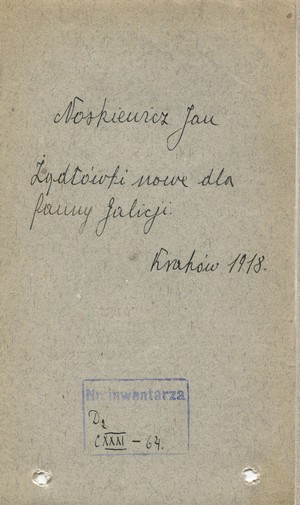 Noskiewicz Jan
Żądłówki nowe dla
fauny Galicji.
Kraków 1918.
Nr. inwentarza
D2
CXXXI - 64.